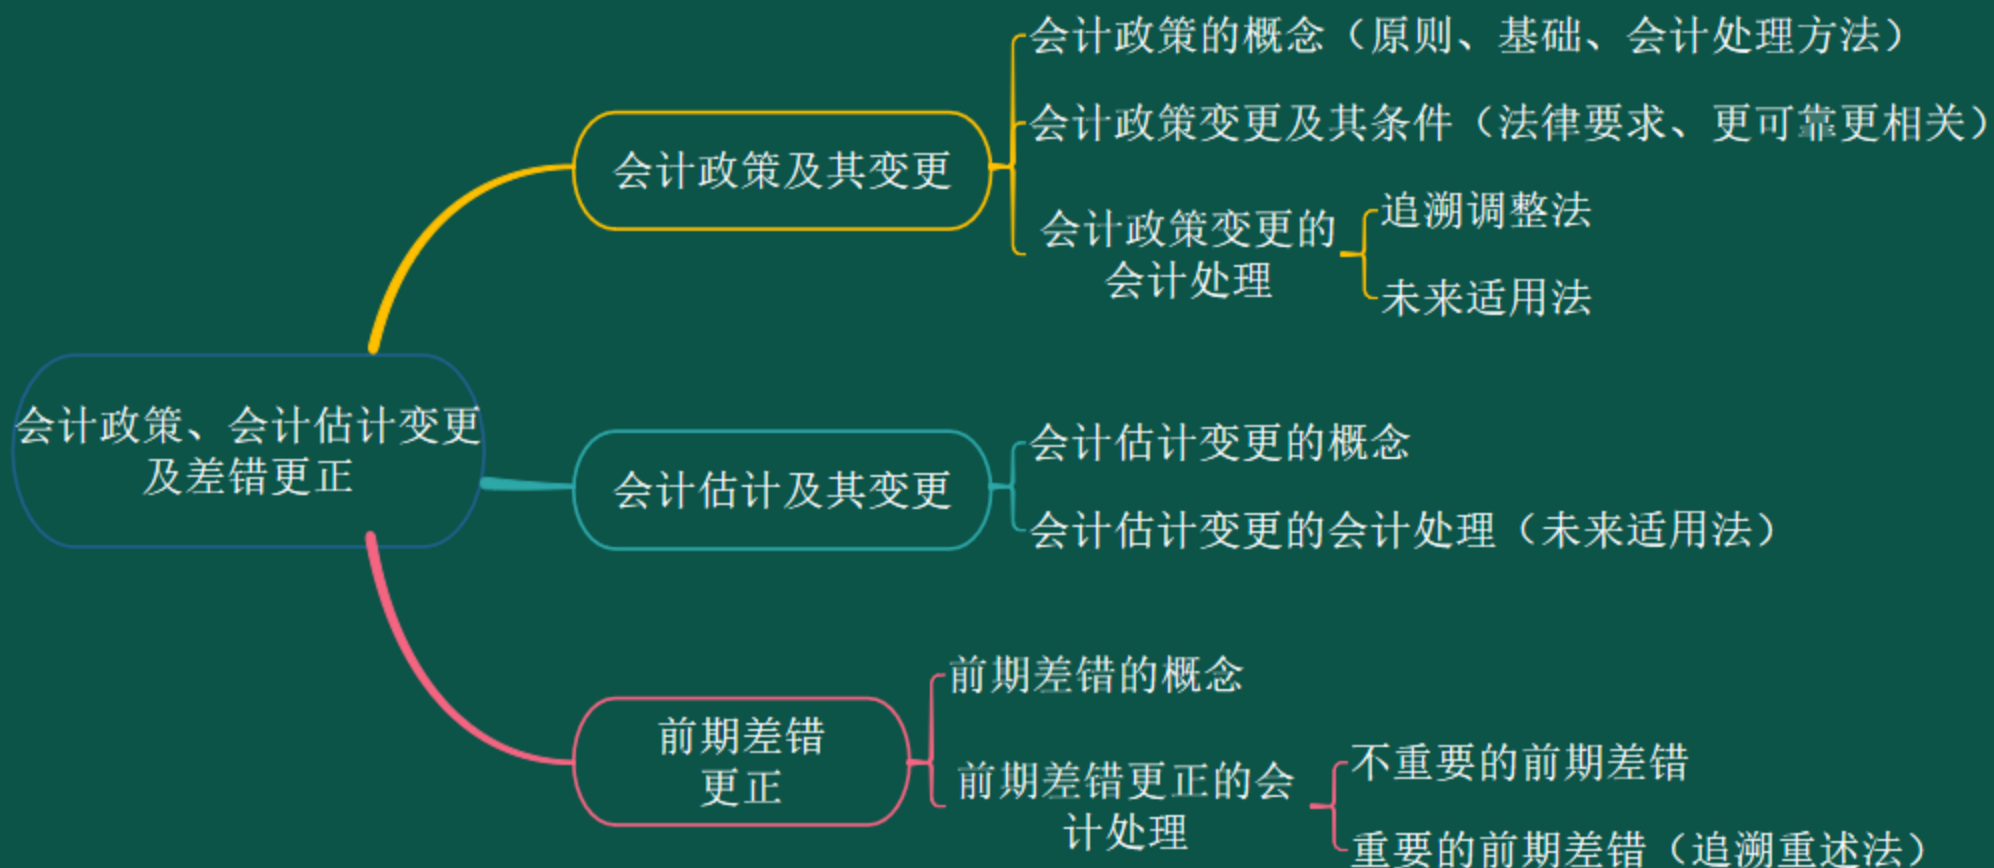 会计政策、会计估计变更
及差错更正
会计政策及其变更
会计政策的概念（原则、基础、会计处理方法）
会计政策变更及其条件（法律要求、更可靠更相关）
会计政策变更的
会计处理
追溯调整法
未来适用法
会计估计及其变更
会计估计变更的概念
会计估计变更的会计处理（未来适用法）
前期差错
更正
前期差错的概念
前期差错更正的会
计处理
不重要的前期差错
重要的前期差错（追溯重述法）